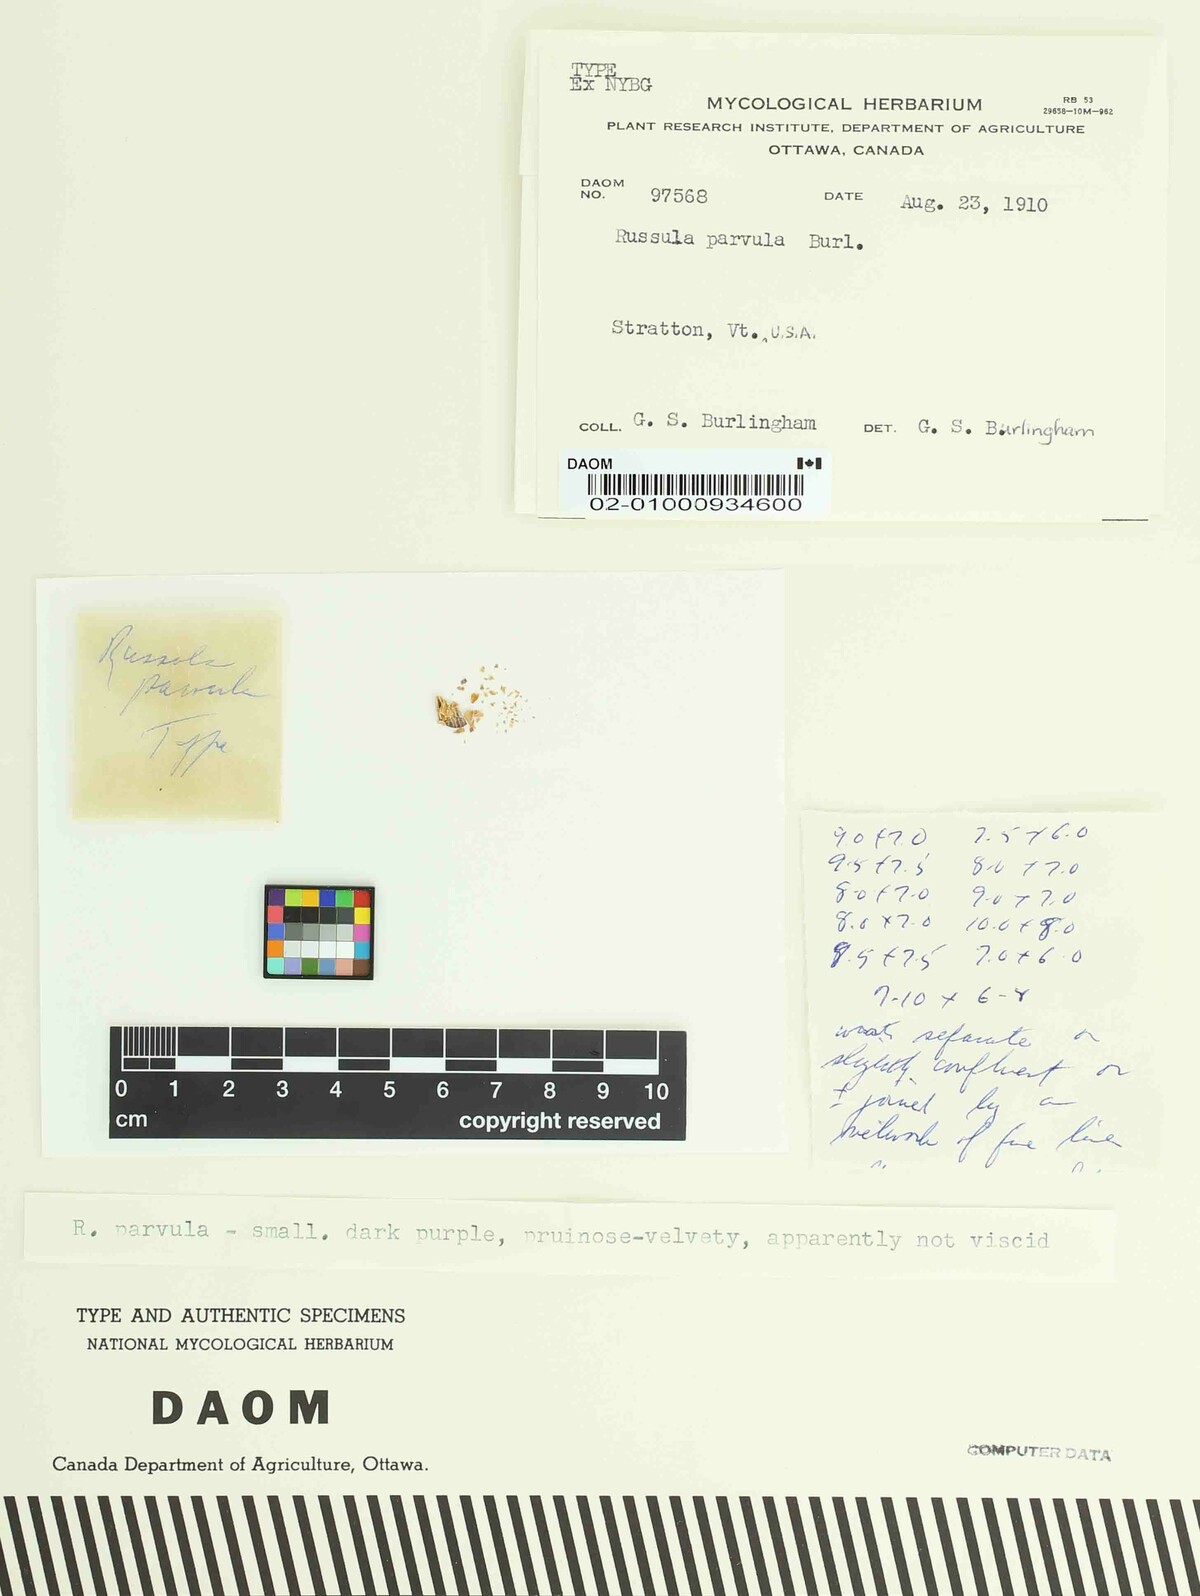 TYPE
Ex NYBG
MYCOLOGICAL HERBARIUM
RB 53
29658—10M—962
PLANT RESEARCH INSTITUTE, DEPARTMENT OF AGRICULTURE
OTTAWA, CANADA
DAOM NO. 97568 DATE Aug. 23, 1910
Russula parvula Burl.
Stratton, Vt., U.S.A.
COLL. G. S. Burlingham DET. G. S. Burlingham
DAOM
02-01000934600
Russula
parvula
Type
9.0 x 7.0 7.5 x 6.0
9.5 x 7.5 8.0 x 7.0
8.0 x 7.0 9.0 x 7.0
8.0 x 7.0 10.0 x 8.0
8.5 x 7.5 7.0 x 6.0
7-10 x 6-8
warts separate or
slightly confluent or
± joined by a
network of fine lines
0 1 2 3 4 5 6 7 8 9 10
cm copyright reserved
R. parvula - small. dark purple, pruinose-velvety, apparently not viscid
TYPE AND AUTHENTIC SPECIMENS
NATIONAL MYCOLOGICAL HERBARIUM
DAOM
Canada Department of Agriculture, Ottawa.
COMPUTER DATA